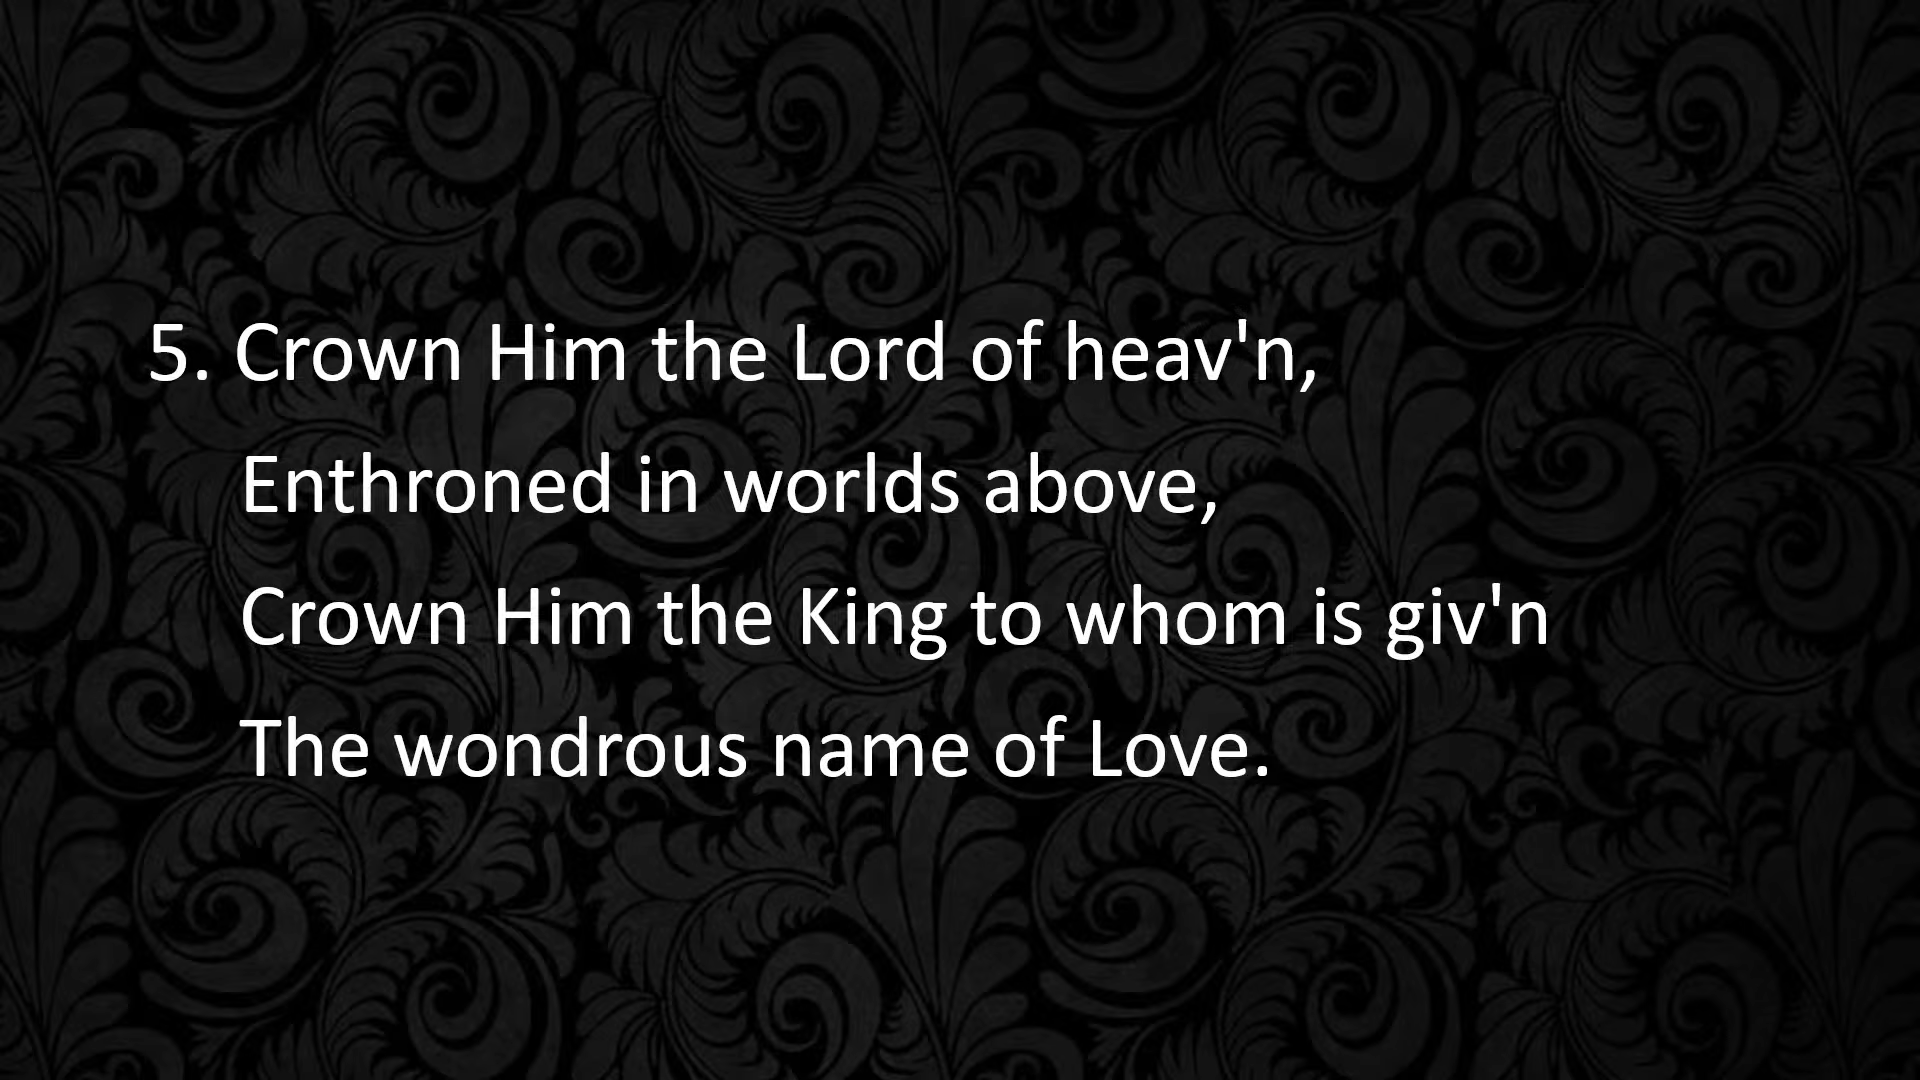 5. Crown Him the Lord of heav'n,
Enthroned in worlds above,
Crown Him the King to whom is giv'n
The wondrous name of Love.